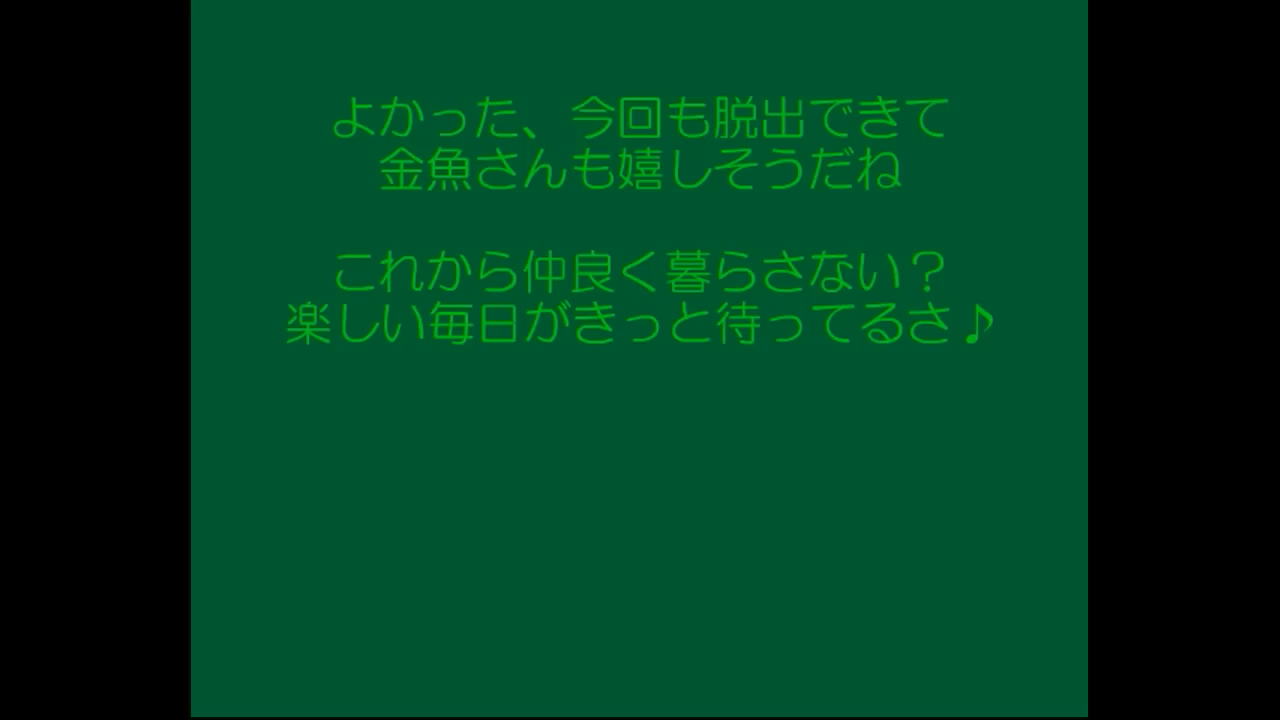 よかった、今回も脱出できて
金魚さんも嬉しそうだね
これから仲良く暮らさない？
楽しい毎日がきっと待ってるさ♪